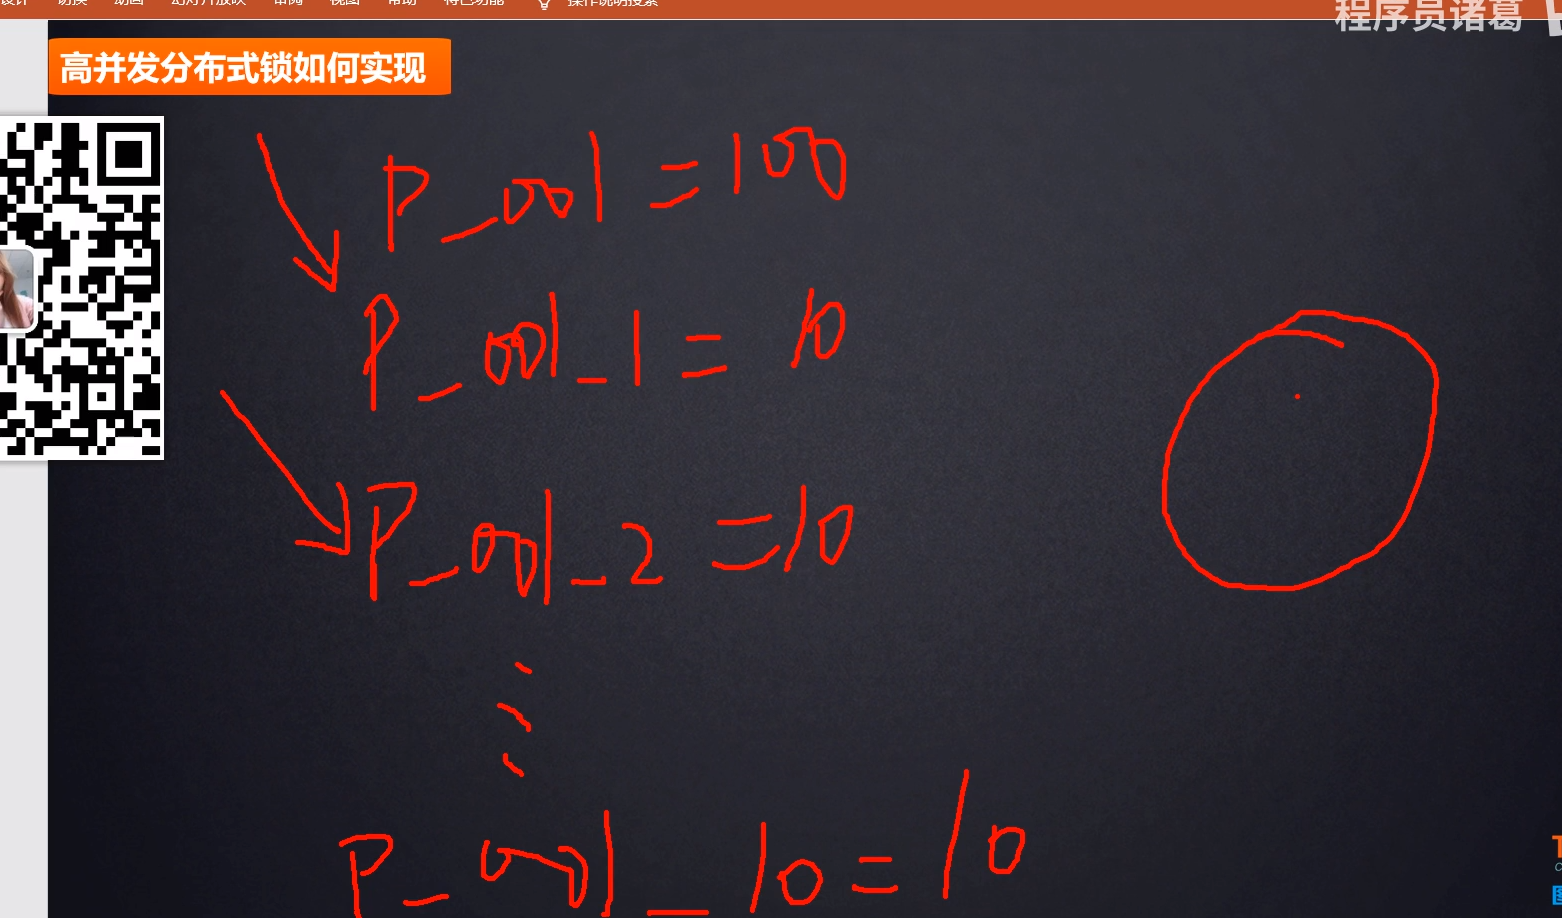 设计 切换 动画 幻灯片放映 审阅 视图 帮助 特色功能 操作说明搜索
程序员诸葛
高并发分布式锁如何实现
P_001=100
P_001_1=10
P_001_2=10
P_001_10=10